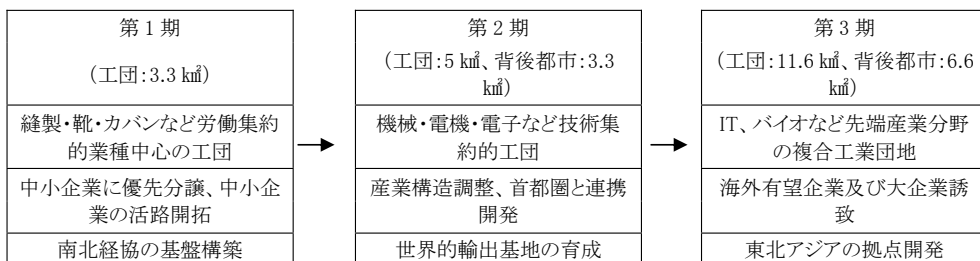 第1期
（工団：3.3 ㎢）
縫製・靴・カバンなど労働集約
的業種中心の工団
中小企業に優先分譲、中小企
業の活路開拓
南北経協の基盤構築
第2期
（工団：5 ㎢、背後都市：3.3
㎢）
機械・電機・電子など技術集
約的工団
産業構造調整、首都圏と連携
開発
世界的輸出基地の育成
第3期
（工団：11.6 ㎢、背後都市：6.6
㎢）
IT、バイオなど先端産業分野
の複合工業団地
海外有望企業及び大企業誘
致
東北アジアの拠点開発